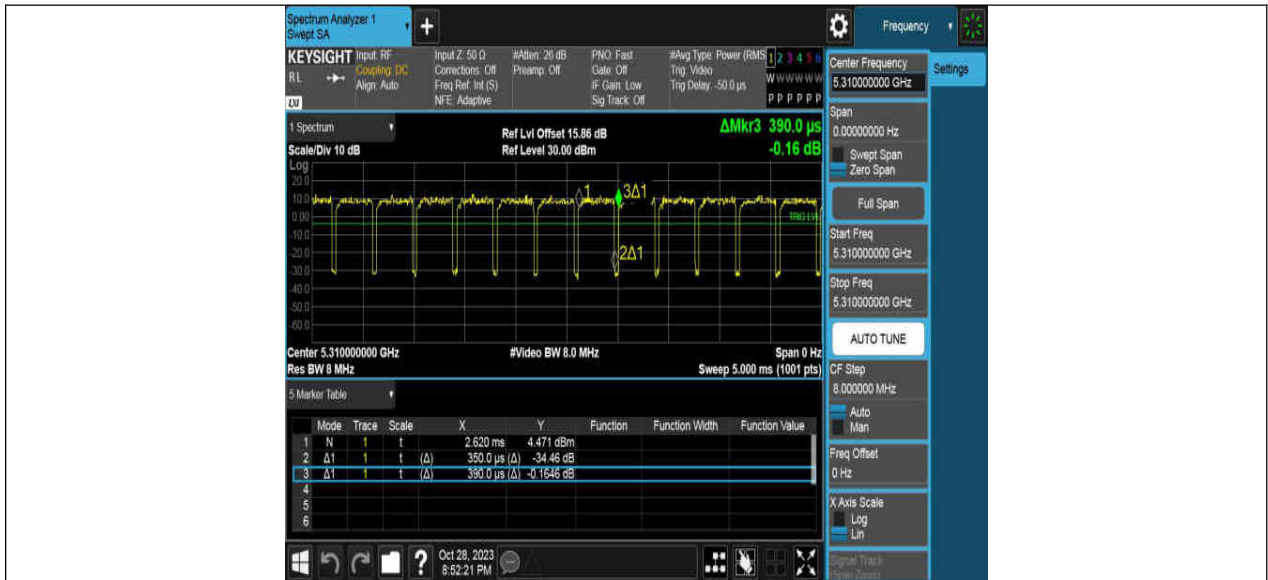 Spectrum Analyzer 1
Swept SA
+
Frequency
KEYSIGHT
RL
Input: RF
Coupling: DC
Align: Auto
Input Z: 50 Ω
Corrections: Off
Freq Ref: Int (S)
NFE: Adaptive
#Atten: 26 dB
Preamp: Off
PNO: Fast
Gate: Off
IF Gain: Low
Sig Track: Off
#Avg Type: Power (RMS
Trig: Video
Trig Delay: -50.0 µs
1 2 3 4 5 6
W W W W W W
P P P P P P
Center Frequency
5.310000000 GHz
Settings
1 Spectrum
Scale/Div 10 dB
Ref Lvl Offset 15.86 dB
Ref Level 30.00 dBm
ΔMkr3 390.0 µs
-0.16 dB
Log
20.0
10.0
0.00
-10.0
-20.0
-30.0
-40.0
-50.0
-60.0
1
3Δ1
2Δ1
TRIG LVL
Center 5.310000000 GHz
Res BW 8 MHz
#Video BW 8.0 MHz
Span 0 Hz
Sweep 5.000 ms (1001 pts)
Span
0.00000000 Hz
Swept Span
Zero Span
Full Span
Start Freq
5.310000000 GHz
Stop Freq
5.310000000 GHz
AUTO TUNE
CF Step
8.000000 MHz
Auto
Man
Freq Offset
0 Hz
X Axis Scale
Log
Lin
Signal Track
(Span Zoom)
5 Marker Table
Mode Trace Scale X Y Function Function Width Function Value
1 N 1 t 2.620 ms 4.471 dBm
2 Δ1 1 t (Δ) 350.0 µs (Δ) -34.46 dB
3 Δ1 1 t (Δ) 390.0 µs (Δ) -0.1646 dB
4
5
6
?
Oct 28, 2023
8:52:21 PM